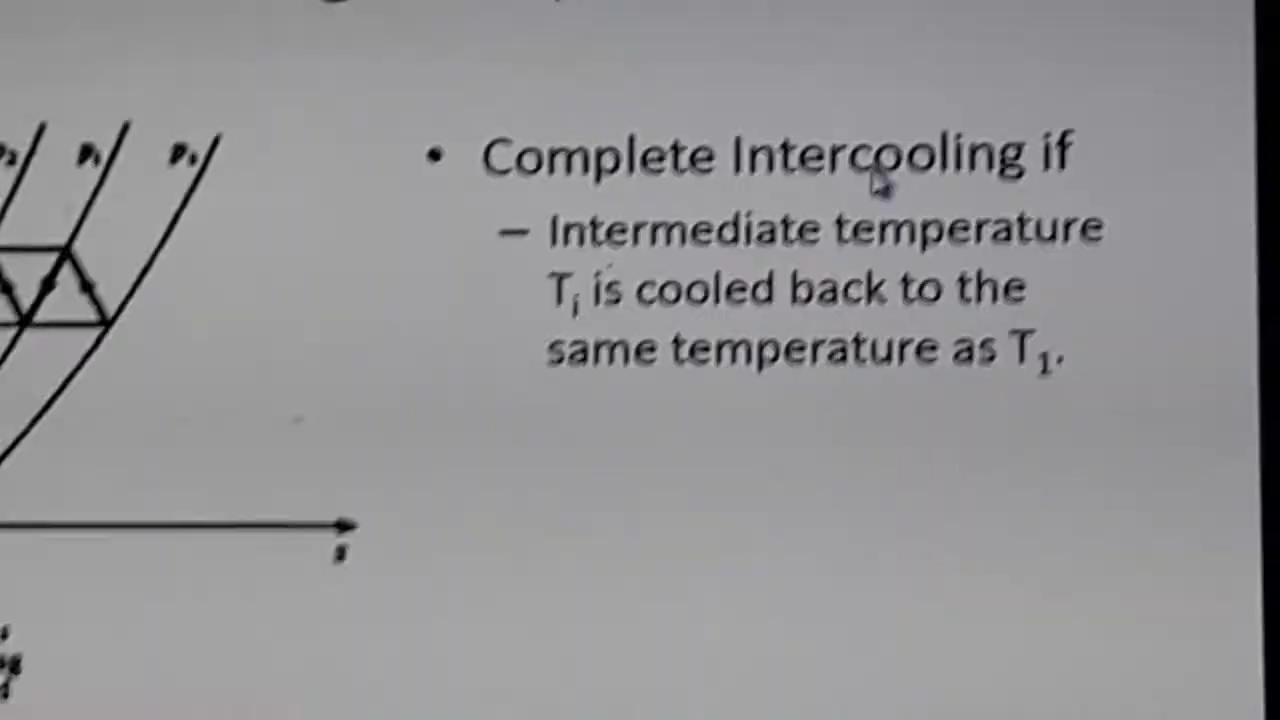 • Complete Intercooling if
– Intermediate temperature
Ti is cooled back to the
same temperature as T1.
s